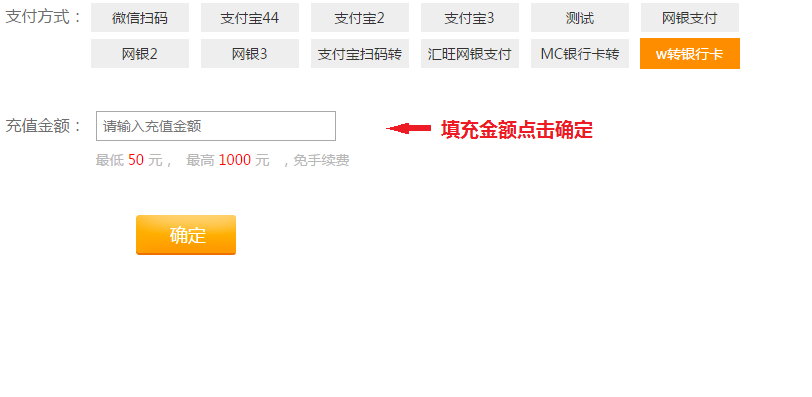 支付方式： 微信扫码 支付宝44 支付宝2 支付宝3 测试 网银支付
网银2 网银3 支付宝扫码转 汇旺网银支付 MC银行卡转 w转银行卡
充值金额： 请输入充值金额 填充金额点击确定
最低 50 元 ， 最高 1000 元 ，免手续费
确定